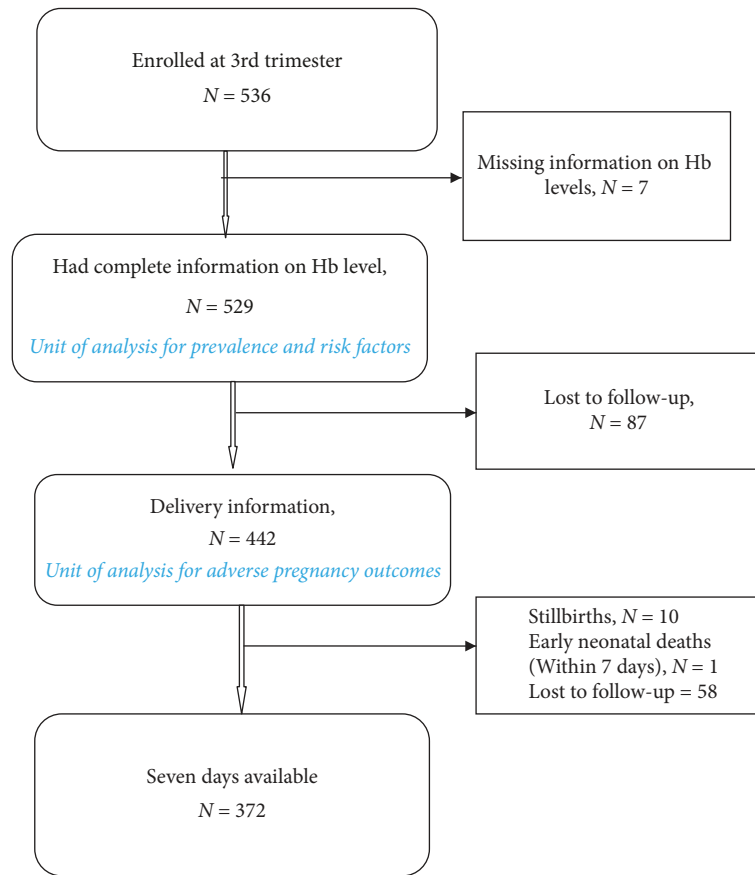 Enrolled at 3rd trimester
N = 536
Missing information on Hb
levels, N = 7
Had complete information on Hb level,
N = 529
Unit of analysis for prevalence and risk factors
Lost to follow-up,
N = 87
Delivery information,
N = 442
Unit of analysis for adverse pregnancy outcomes
Stillbirths, N = 10
Early neonatal deaths
(Within 7 days), N = 1
Lost to follow-up = 58
Seven days available
N = 372